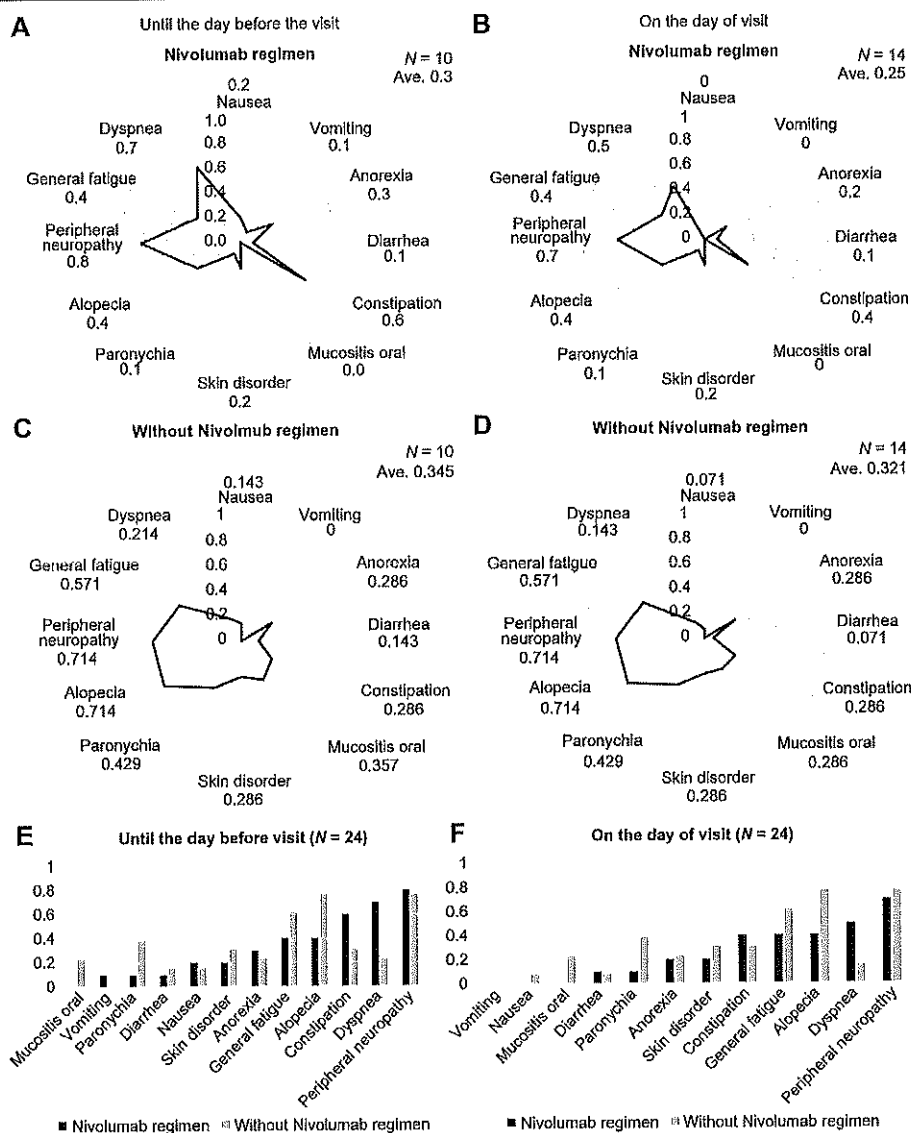 A
Until the day before the visit
Nivolumab regimen
N = 10
Ave. 0.3
0.2
Nausea
1.0
0.8
0.6
0.4
0.2
0.0
Vomiting
0.1
Anorexia
0.3
Diarrhea
0.1
Constipation
0.6
Mucositis oral
0.0
Skin disorder
0.2
Paronychia
0.1
Alopecia
0.4
Peripheral
neuropathy
0.8
General fatigue
0.4
Dyspnea
0.7
B
On the day of visit
Nivolumab regimen
N = 14
Ave. 0.25
0
Nausea
1
0.8
0.6
0.4
0.2
0
Vomiting
0
Anorexia
0.2
Diarrhea
0.1
Constipation
0.4
Mucositis oral
0
Skin disorder
0.2
Paronychia
0.1
Alopecia
0.4
Peripheral
neuropathy
0.7
General fatigue
0.4
Dyspnea
0.5
C
Without Nivolmub regimen
N = 10
Ave. 0.345
0.143
Nausea
1
0.8
0.6
0.4
0.2
0
Vomiting
0
Anorexia
0.286
Diarrhea
0.143
Constipation
0.286
Mucositis oral
0.357
Skin disorder
0.286
Paronychia
0.429
Alopecia
0.714
Peripheral
neuropathy
0.714
General fatigue
0.571
Dyspnea
0.214
D
Without Nivolumab regimen
N = 14
Ave. 0.321
0.071
Nausea
1
0.8
0.6
0.4
0.2
0
Vomiting
0
Anorexia
0.286
Diarrhea
0.071
Constipation
0.286
Mucositis oral
0.286
Skin disorder
0.286
Paronychia
0.429
Alopecia
0.714
Peripheral
neuropathy
0.714
General fatigue
0.571
Dyspnea
0.143
E
Until the day before visit (N = 24)
1
0.8
0.6
0.4
0.2
0
Mucositis oral
Vomiting
Paronychia
Diarrhea
Nausea
Skin disorder
Anorexia
General fatigue
Alopecia
Constipation
Dyspnea
Peripheral neuropathy
Nivolumab regimen
Without Nivolumab regimen
F
On the day of visit (N = 24)
1
0.8
0.6
0.4
0.2
0
Vomiting
Nausea
Mucositis oral
Diarrhea
Paronychia
Anorexia
Skin disorder
Constipation
General fatigue
Alopecia
Dyspnea
Peripheral neuropathy
Nivolumab regimen
Without Nivolumab regimen